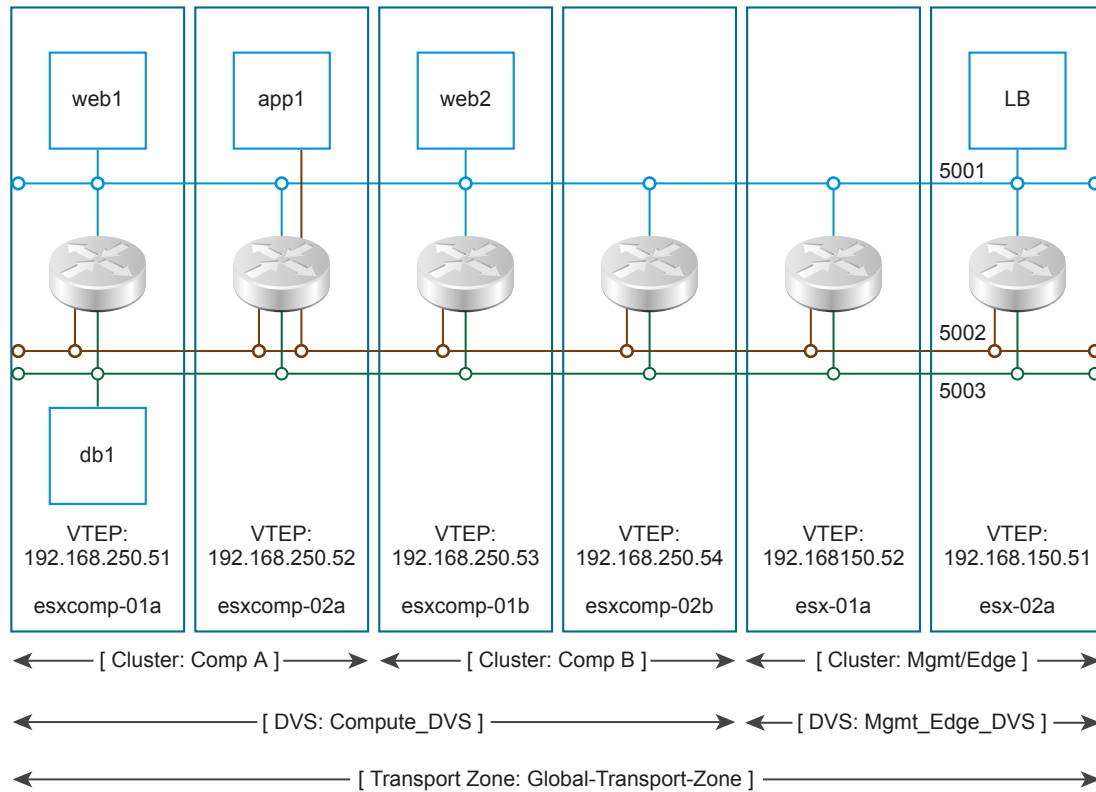 web1
app1
web2
LB
5001
5002
5003
db1
VTEP:
192.168.250.51
VTEP:
192.168.250.52
VTEP:
192.168.250.53
VTEP:
192.168.250.54
VTEP:
192.168150.52
VTEP:
192.168.150.51
esxcomp-01a
esxcomp-02a
esxcomp-01b
esxcomp-02b
esx-01a
esx-02a
[ Cluster: Comp A ]
[ Cluster: Comp B ]
[ Cluster: Mgmt/Edge ]
[ DVS: Compute_DVS ]
[ DVS: Mgmt_Edge_DVS ]
[ Transport Zone: Global-Transport-Zone ]